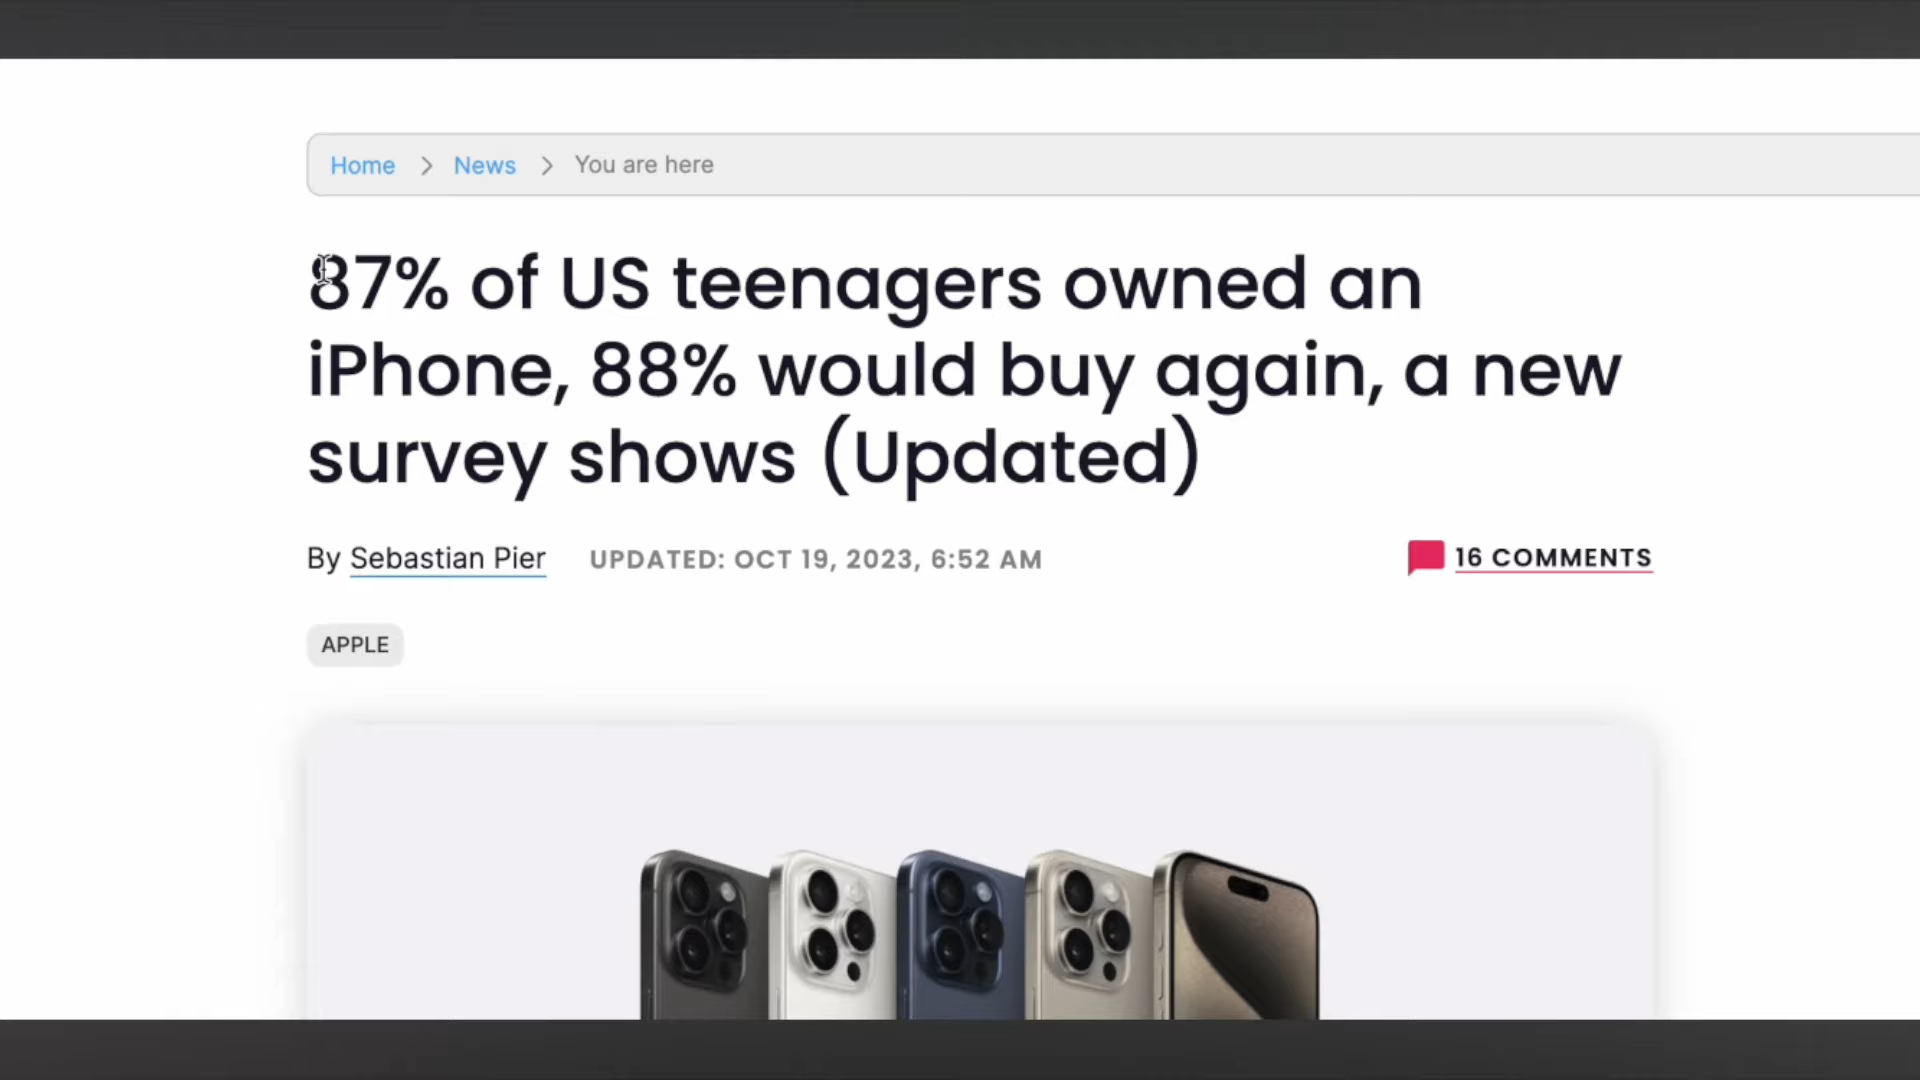 Home > News > You are here
87% of US teenagers owned an
iPhone, 88% would buy again, a new
survey shows (Updated)
By Sebastian Pier UPDATED: OCT 19, 2023, 6:52 AM 16 COMMENTS
APPLE